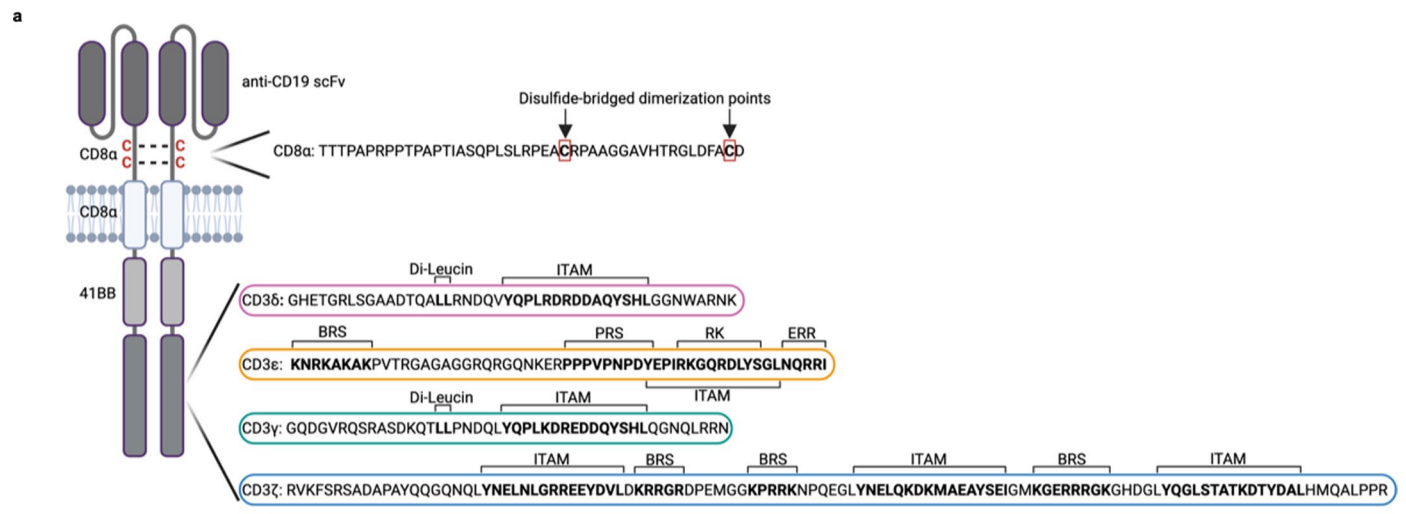 a
anti-CD19 scFv
Disulfide-bridged dimerization points
C C
CD8α
C C
CD8α: TTTPAPRPPTPAPTIASQPLSLRPEACRPAAGGAVHTRGLDFACD
CD8α
41BB
Di-Leucin ITAM
CD3δ: GHETGRLSGAADTQALLRNDQVYQPLRDRDDAQYSHLGGNWARNK
BRS PRS RK ERR
CD3ε: KNRKAKAKPVTRGAGAGGRQRGQNKERPPPVPNPDYEPIRKGQRDLYSGLNQRRI
ITAM
Di-Leucin ITAM
CD3γ: GQDGVRQSRASDKQTLLPNDQLYQPLKDREDDQYSHLQGNQLRRN
ITAM BRS BRS ITAM BRS ITAM
CD3ζ: RVKFSRSADAPAYQQGQNQLYNELNLGRREEYDVLDKRRGRDPEMGGKPRRKNPQEGLYNELQKDKMAEAYSEIGMKGERRRGKGHDGLYQGLSTATKDTYDALHMQALPPR